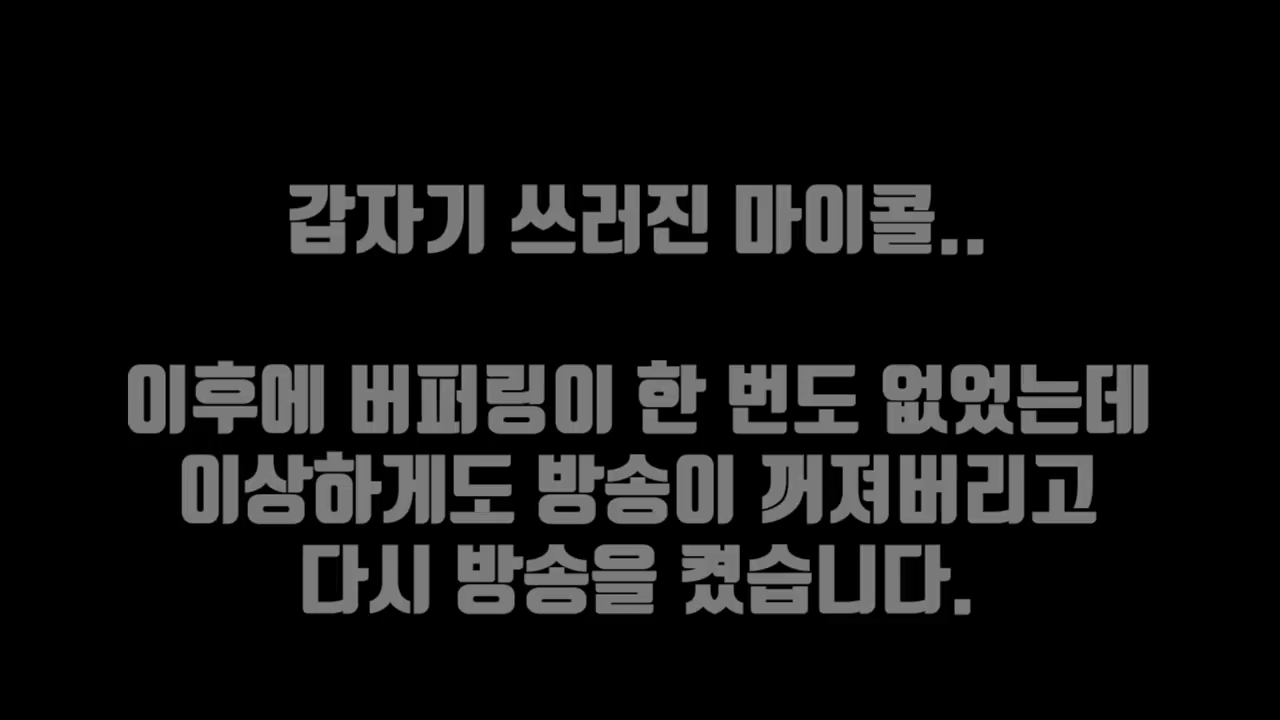 갑자기 쓰러진 마이콜..
이후에 버퍼링이 한 번도 없었는데
이상하게도 방송이 꺼져버리고
다시 방송을 켰습니다.